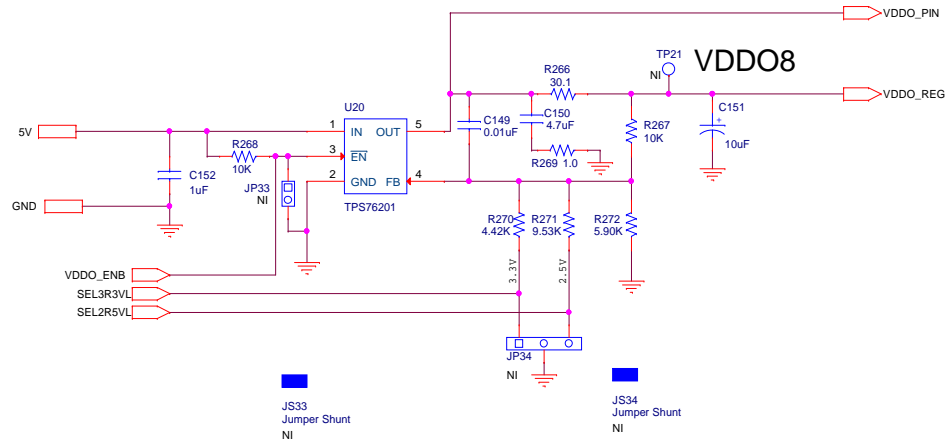 VDDO_PIN
TP21
VDDO8
NI
R266
30.1
VDDO_REG
C151
+
10uF
U20
C149
0.01uF
C150
4.7uF
R267
10K
5V
1
IN
OUT
5
R268
10K
3
EN
R269 1.0
C152
1uF
JP33
NI
2
GND
FB
4
GND
TPS76201
R270
4.42K
R271
9.53K
R272
5.90K
3.3V
2.5V
VDDO_ENB
SEL3R3VL
SEL2R5VL
JP34
NI
JS33
Jumper Shunt
NI
JS34
Jumper Shunt
NI